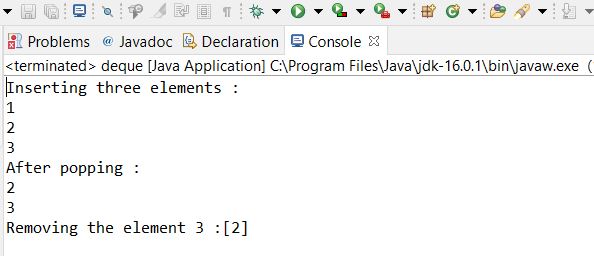 Problems @ Javadoc Declaration Console
<terminated> deque [Java Application] C:\Program Files\Java\jdk-16.0.1\bin\javaw.exe (
Inserting three elements :
1
2
3
After popping :
2
3
Removing the element 3 :[2]